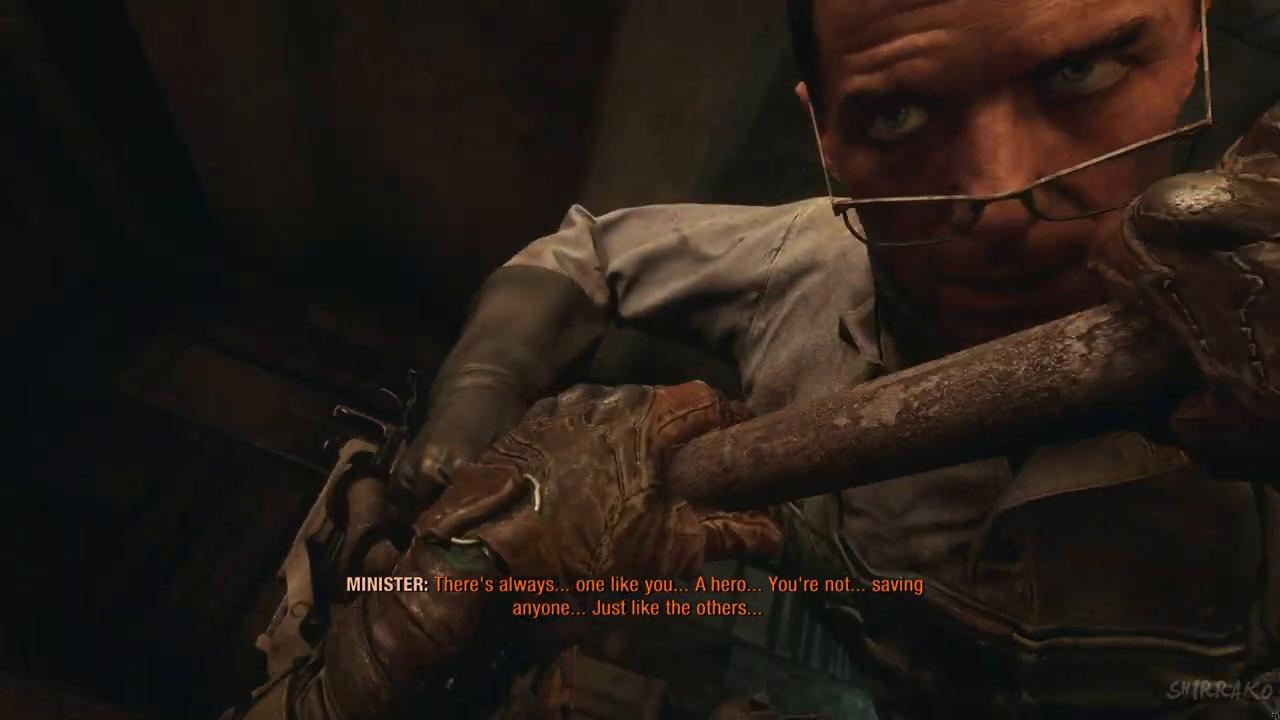 MINISTER: There's always... one like you... A hero... You're not... saving
anyone... Just like the others...
SHIRRAKO